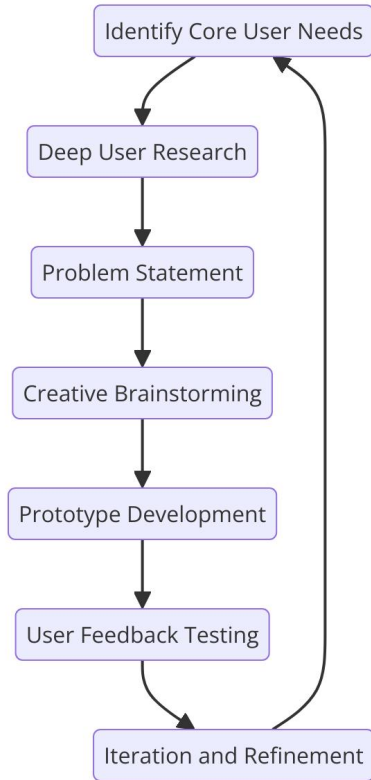 Identify Core User Needs
Deep User Research
Problem Statement
Creative Brainstorming
Prototype Development
User Feedback Testing
Iteration and Refinement